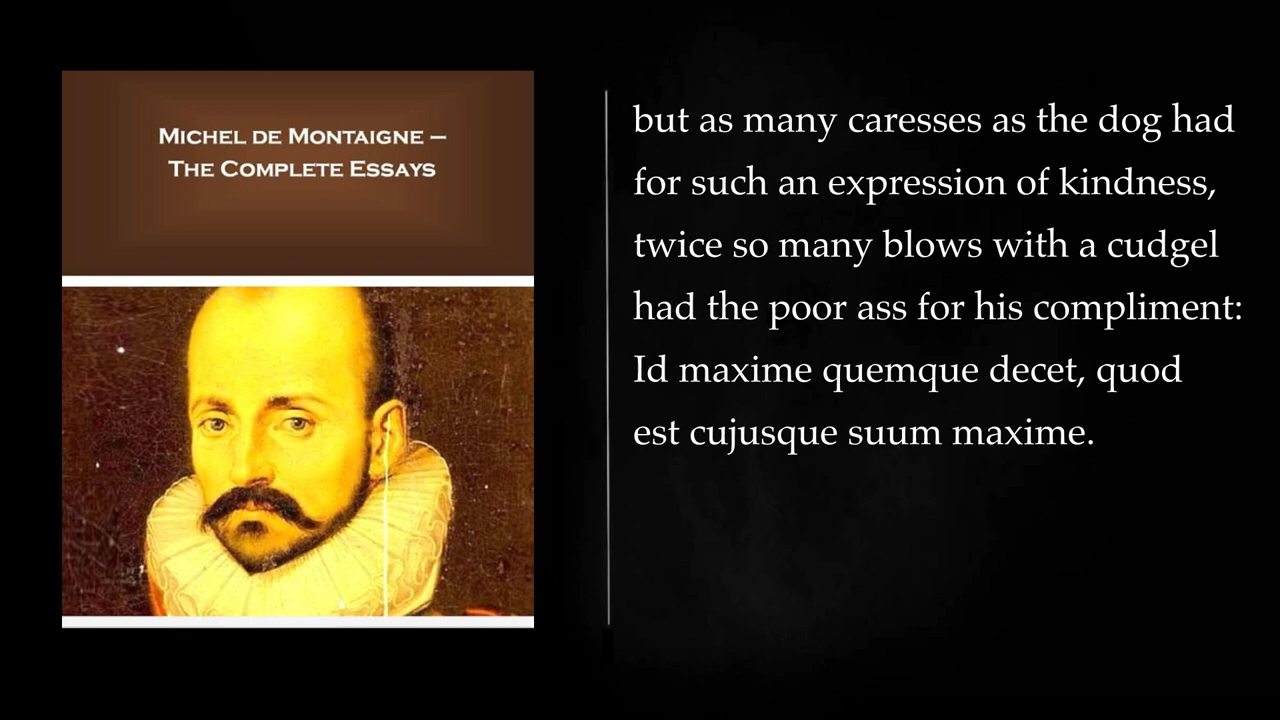 MICHEL DE MONTAIGNE –
THE COMPLETE ESSAYS
but as many caresses as the dog had
for such an expression of kindness,
twice so many blows with a cudgel
had the poor ass for his compliment:
Id maxime quemque decet, quod
est cujusque suum maxime.